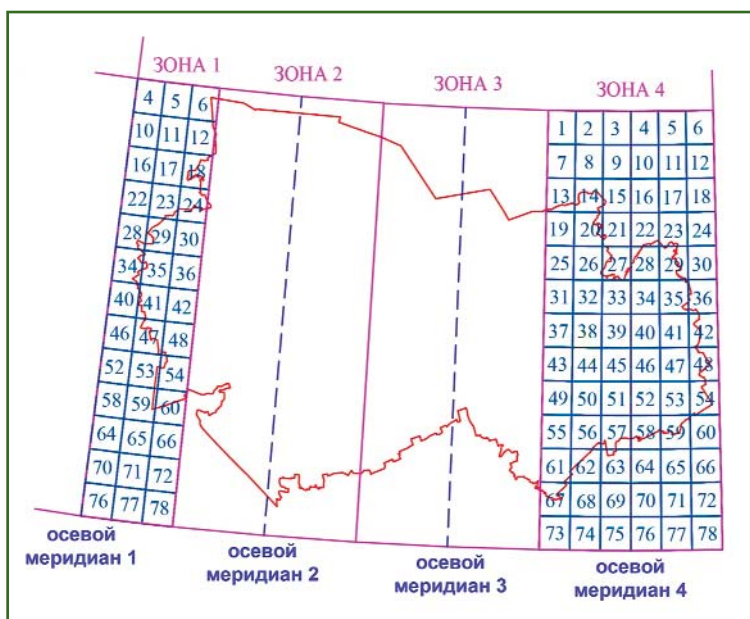 ЗОНА 1
ЗОНА 2
ЗОНА 3
ЗОНА 4
4 5 6
10 11 12
16 17 18
22 23 24
28 29 30
34 35 36
40 41 42
46 47 48
52 53 54
58 59 60
64 65 66
70 71 72
76 77 78
1 2 3 4 5 6
7 8 9 10 11 12
13 14 15 16 17 18
19 20 21 22 23 24
25 26 27 28 29 30
31 32 33 34 35 36
37 38 39 40 41 42
43 44 45 46 47 48
49 50 51 52 53 54
55 56 57 58 59 60
61 62 63 64 65 66
67 68 69 70 71 72
73 74 75 76 77 78
осевой
меридиан 1
осевой
меридиан 2
осевой
меридиан 3
осевой
меридиан 4